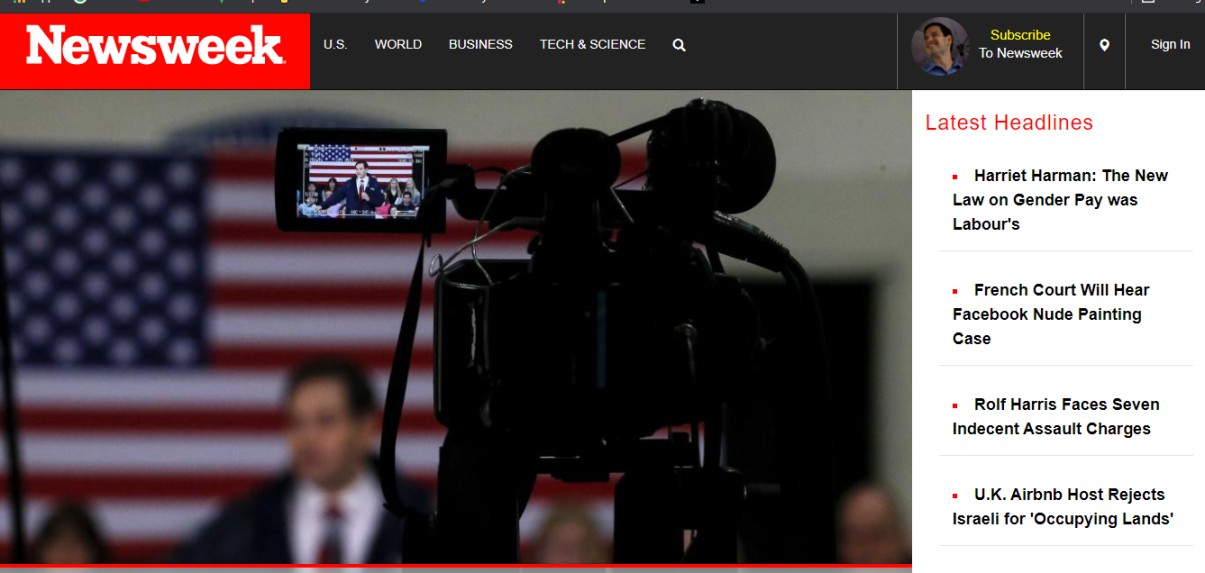 Newsweek
U.S.
WORLD
BUSINESS
TECH & SCIENCE
Subscribe
To Newsweek
Sign In
Latest Headlines
Harriet Harman: The New
Law on Gender Pay was
Labour's
French Court Will Hear
Facebook Nude Painting
Case
Rolf Harris Faces Seven
Indecent Assault Charges
U.K. Airbnb Host Rejects
Israeli for 'Occupying Lands'